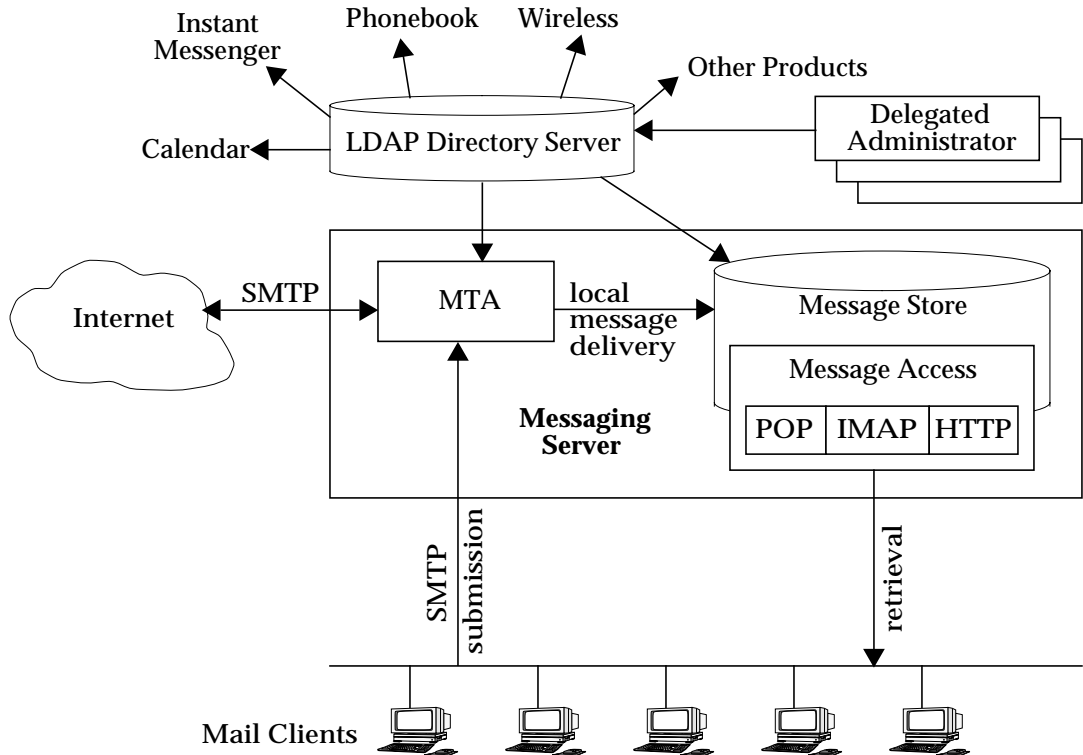 Instant
Messenger
Phonebook
Wireless
Other Products
Calendar
LDAP Directory Server
Delegated
Administrator
Internet
SMTP
MTA
local
message
delivery
Message Store
Message Access
POP
IMAP
HTTP
Messaging
Server
SMTP
submission
retrieval
Mail Clients